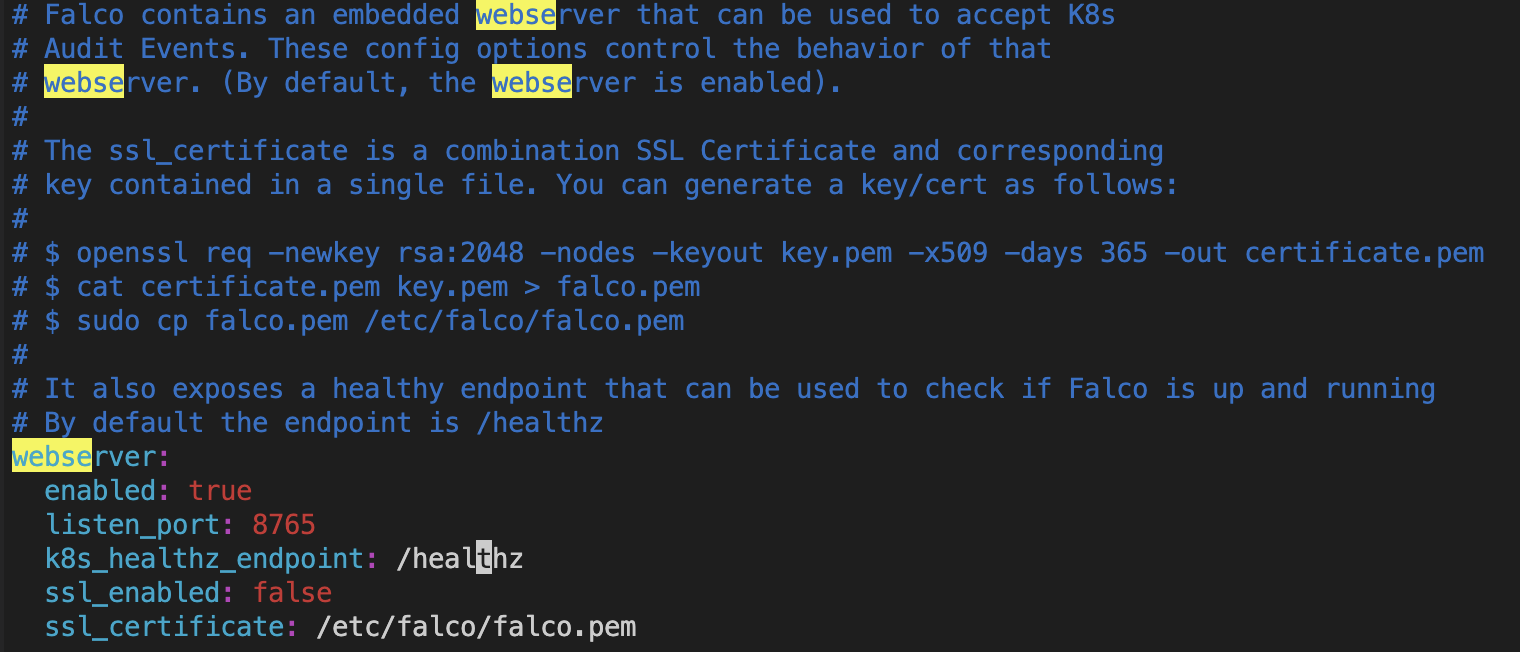 # Falco contains an embedded webserver that can be used to accept K8s
# Audit Events. These config options control the behavior of that
# webserver. (By default, the webserver is enabled).
#
# The ssl_certificate is a combination SSL Certificate and corresponding
# key contained in a single file. You can generate a key/cert as follows:
#
# $ openssl req -newkey rsa:2048 -nodes -keyout key.pem -x509 -days 365 -out certificate.pem
# $ cat certificate.pem key.pem > falco.pem
# $ sudo cp falco.pem /etc/falco/falco.pem
#
# It also exposes a healthy endpoint that can be used to check if Falco is up and running
# By default the endpoint is /healthz
webserver:
  enabled: true
  listen_port: 8765
  k8s_healthz_endpoint: /healthz
  ssl_enabled: false
  ssl_certificate: /etc/falco/falco.pem